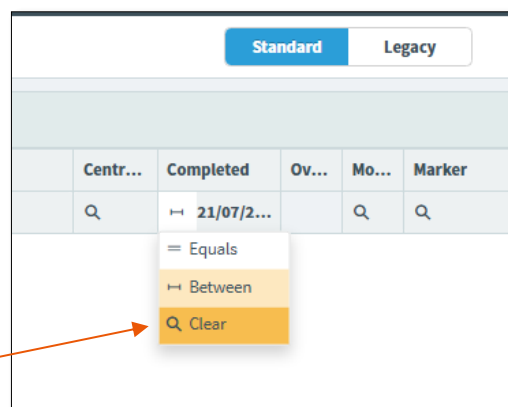 Standard Legacy
Centr... Completed Ov... Mo... Marker
21/07/2...
Equals
Between
Clear